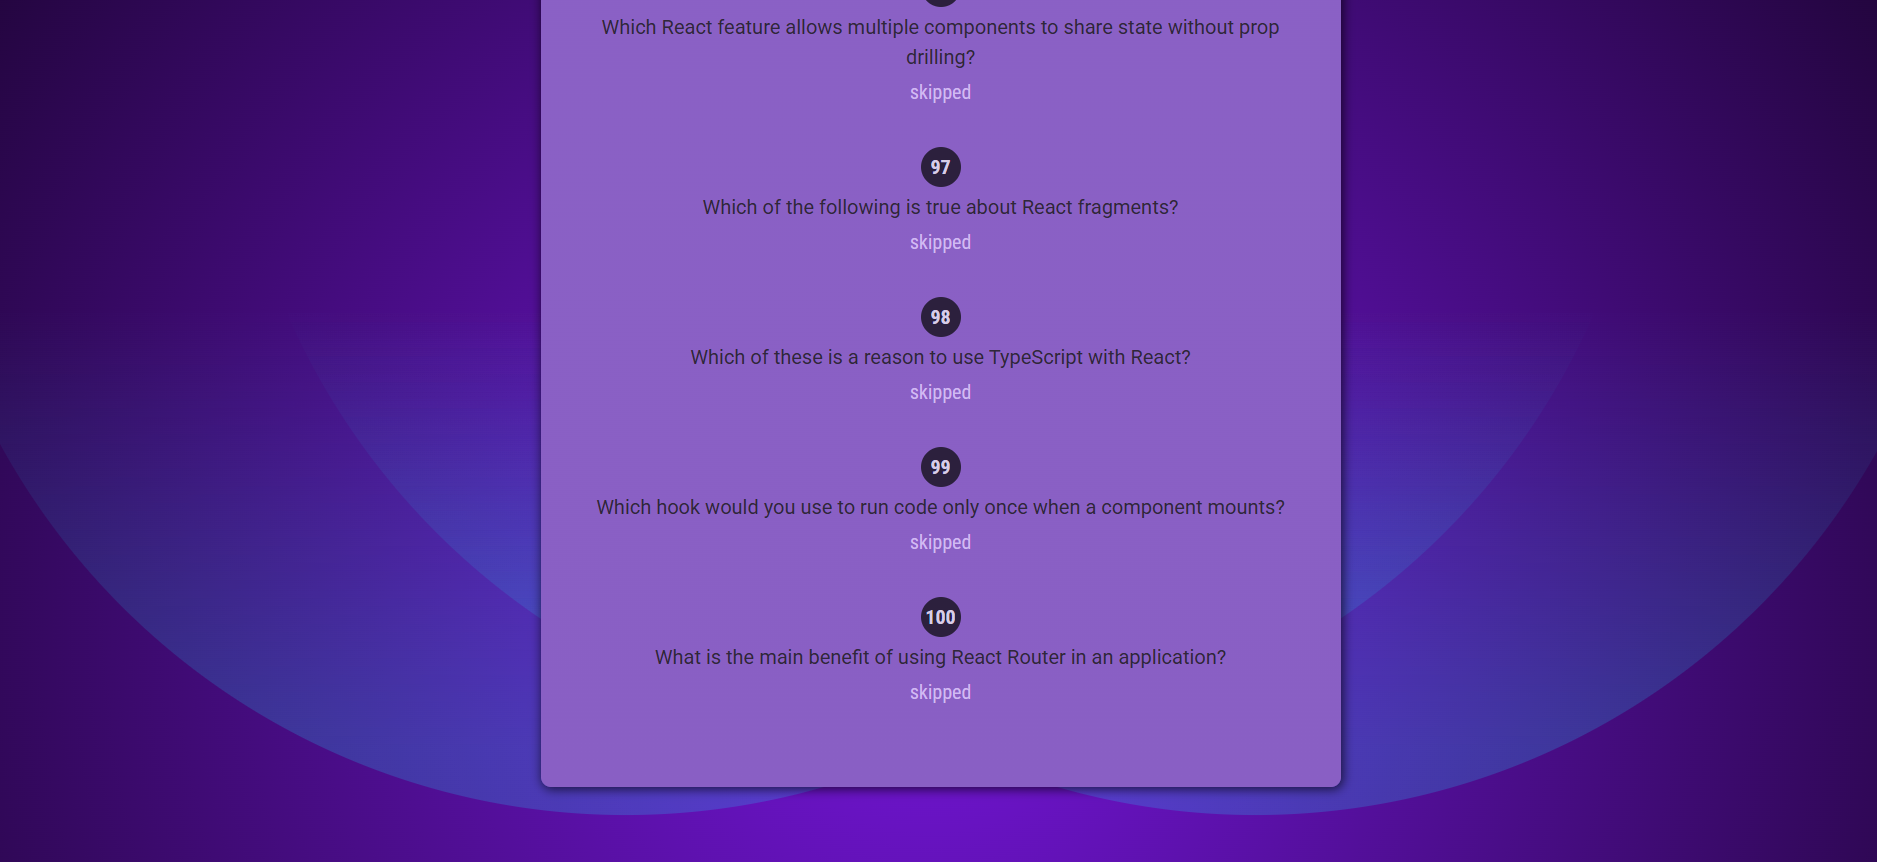 Which React feature allows multiple components to share state without prop
drilling?
skipped
97
Which of the following is true about React fragments?
skipped
98
Which of these is a reason to use TypeScript with React?
skipped
99
Which hook would you use to run code only once when a component mounts?
skipped
100
What is the main benefit of using React Router in an application?
skipped